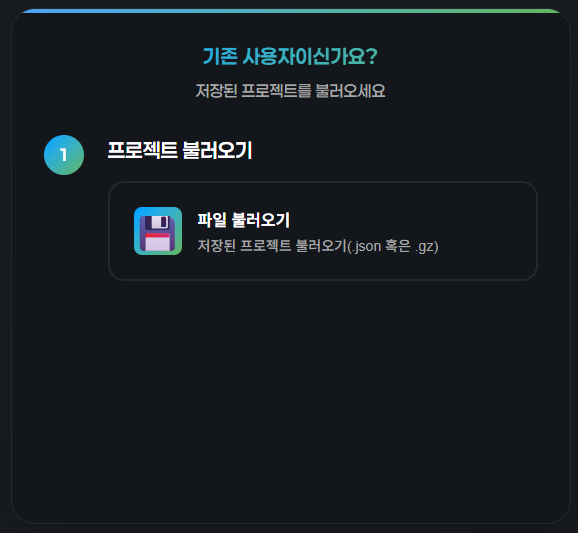 기존 사용자이신가요?
저장된 프로젝트를 불러오세요
1
프로젝트 불러오기
파일 불러오기
저장된 프로젝트 불러오기(.json 혹은 .gz)